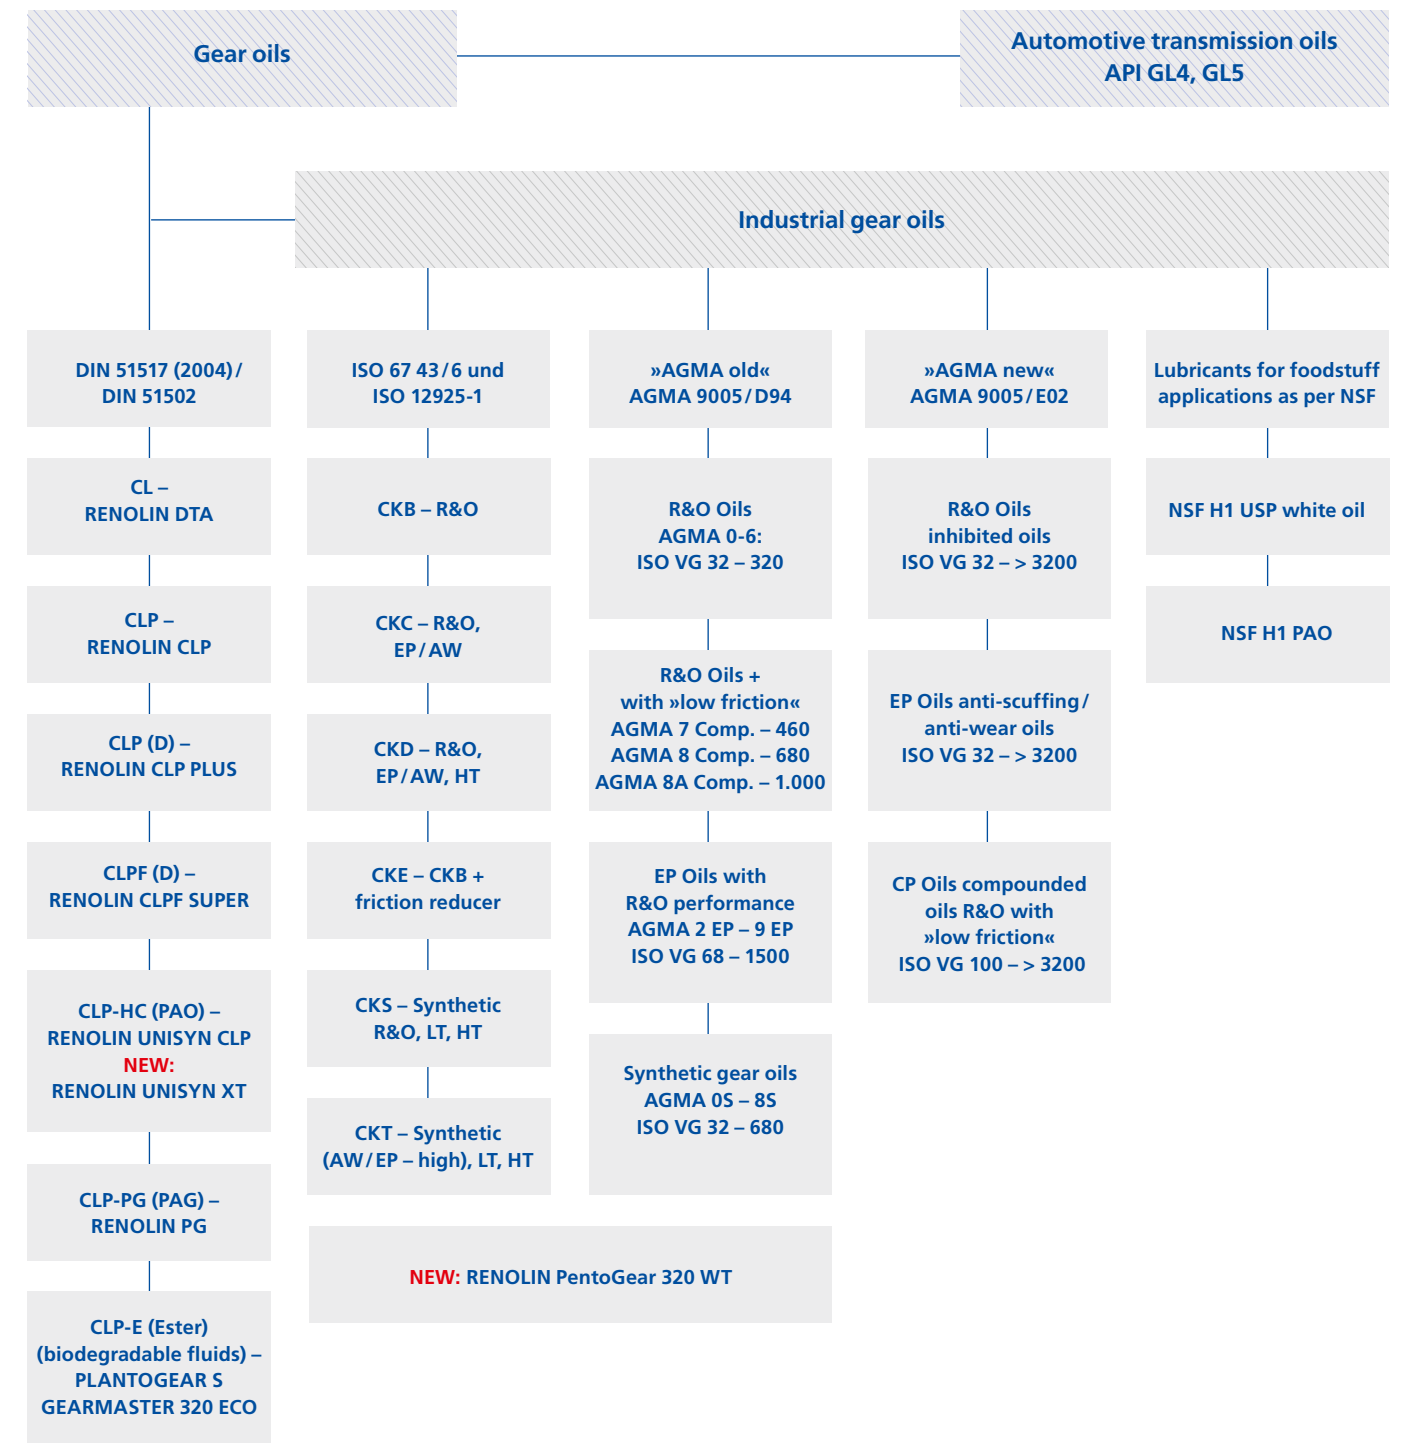 Gear oils
Automotive transmission oils
API GL4, GL5
Industrial gear oils
DIN 51517 (2004) /
DIN 51502
CL –
RENOLIN DTA
CLP –
RENOLIN CLP
CLP (D) –
RENOLIN CLP PLUS
CLPF (D) –
RENOLIN CLPF SUPER
CLP-HC (PAO) –
RENOLIN UNISYN CLP
NEW:
RENOLIN UNISYN XT
CLP-PG (PAG) –
RENOLIN PG
CLP-E (Ester)
(biodegradable fluids) –
PLANTOGEAR S
GEARMASTER 320 ECO
ISO 67 43 / 6 und
ISO 12925-1
CKB – R&O
CKC – R&O,
EP / AW
CKD – R&O,
EP / AW, HT
CKE – CKB +
friction reducer
CKS – Synthetic
R&O, LT, HT
CKT – Synthetic
(AW / EP – high), LT, HT
»AGMA old«
AGMA 9005 / D94
R&O Oils
AGMA 0-6:
ISO VG 32 – 320
R&O Oils +
with »low friction«
AGMA 7 Comp. – 460
AGMA 8 Comp. – 680
AGMA 8A Comp. – 1.000
EP Oils with
R&O performance
AGMA 2 EP – 9 EP
ISO VG 68 – 1500
Synthetic gear oils
AGMA 0S – 8S
ISO VG 32 – 680
NEW: RENOLIN PentoGear 320 WT
»AGMA new«
AGMA 9005 / E02
R&O Oils
inhibited oils
ISO VG 32 – > 3200
EP Oils anti-scuffing /
anti-wear oils
ISO VG 32 – > 3200
CP Oils compounded
oils R&O with
»low friction«
ISO VG 100 – > 3200
Lubricants for foodstuff
applications as per NSF
NSF H1 USP white oil
NSF H1 PAO